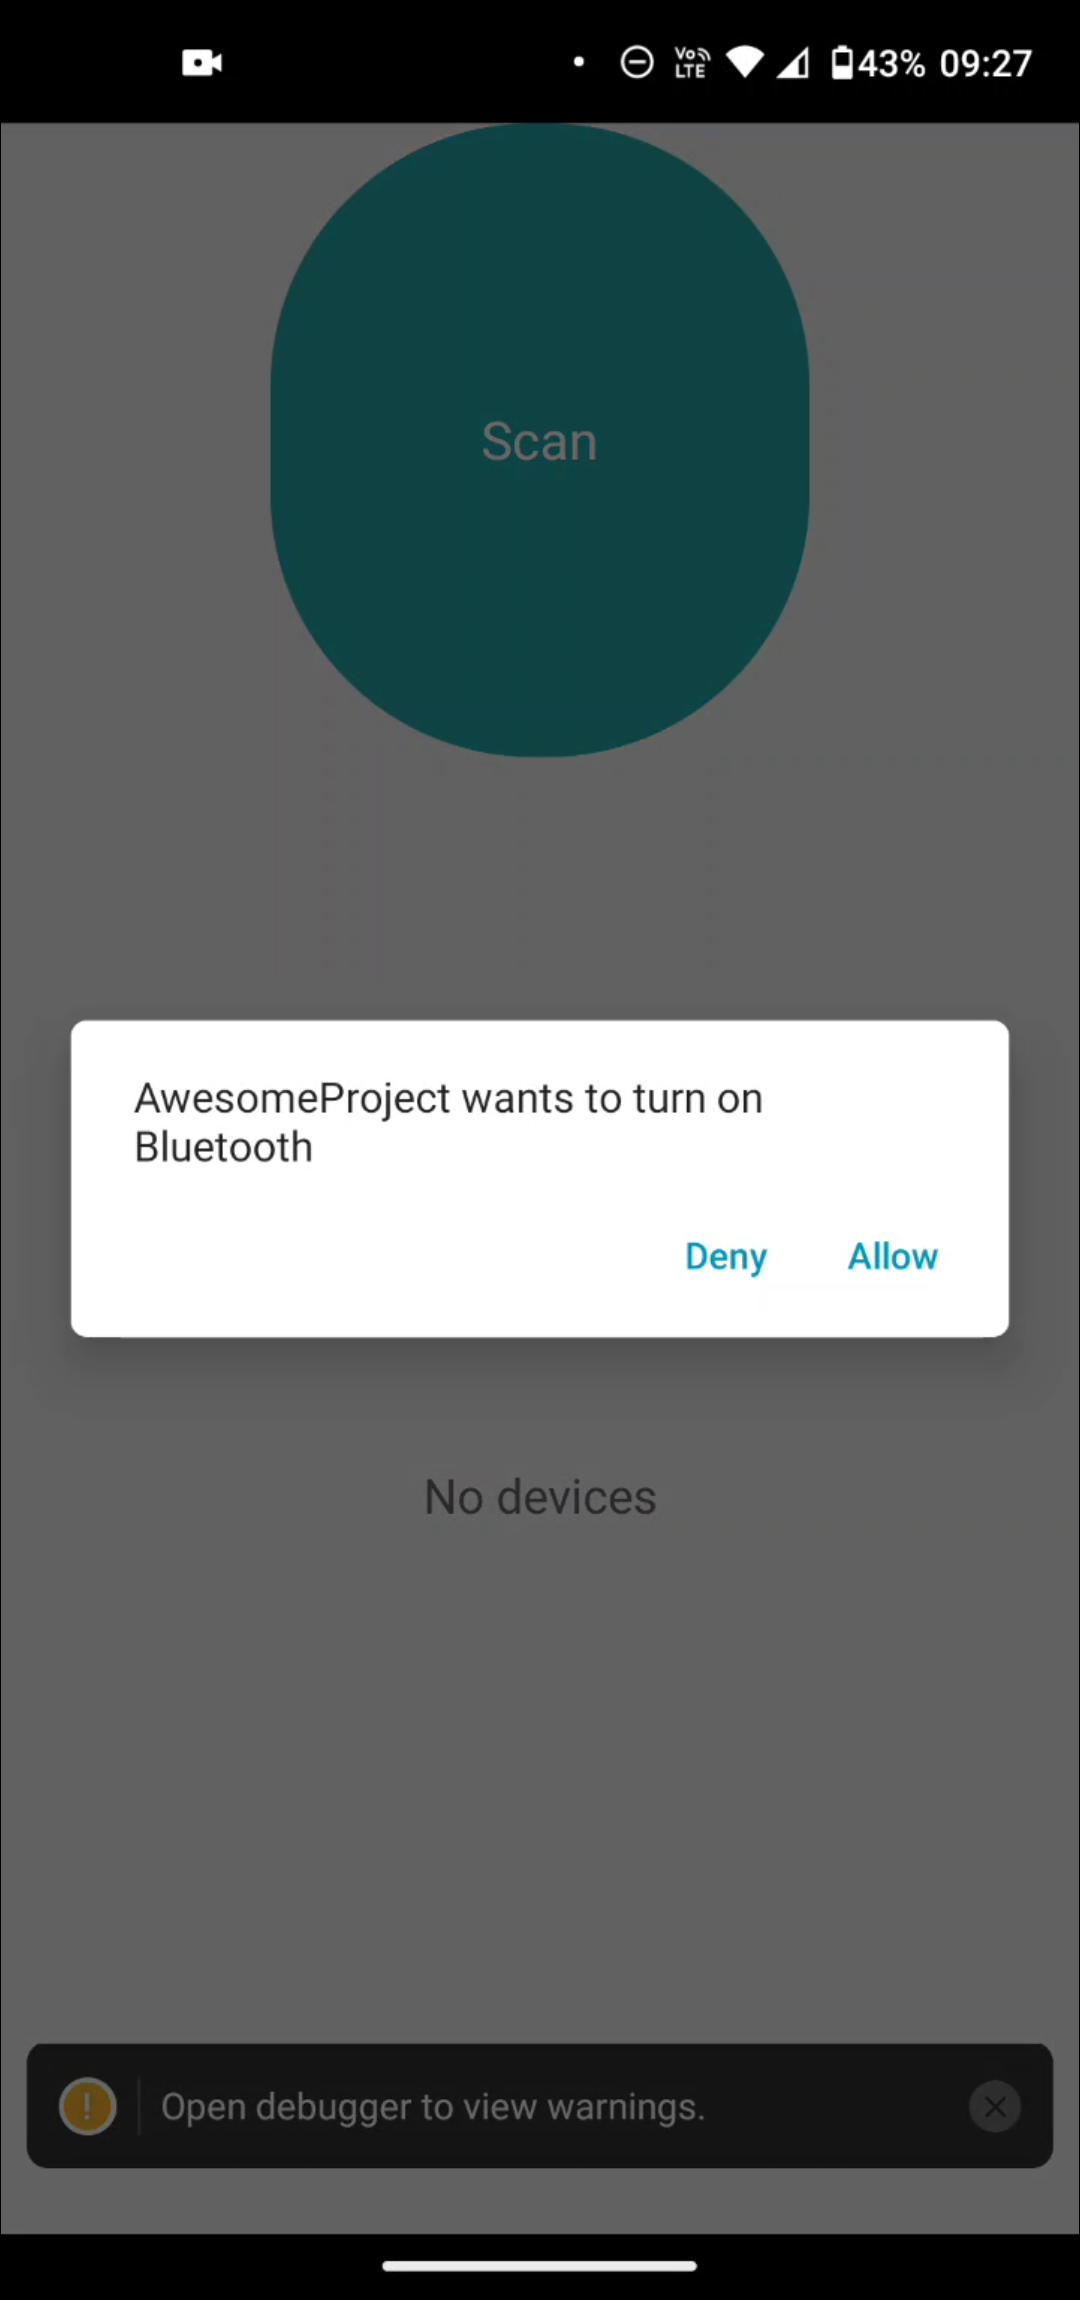 Vo LTE 43% 09:27
Scan
AwesomeProject wants to turn on
Bluetooth
Deny Allow
No devices
! Open debugger to view warnings.